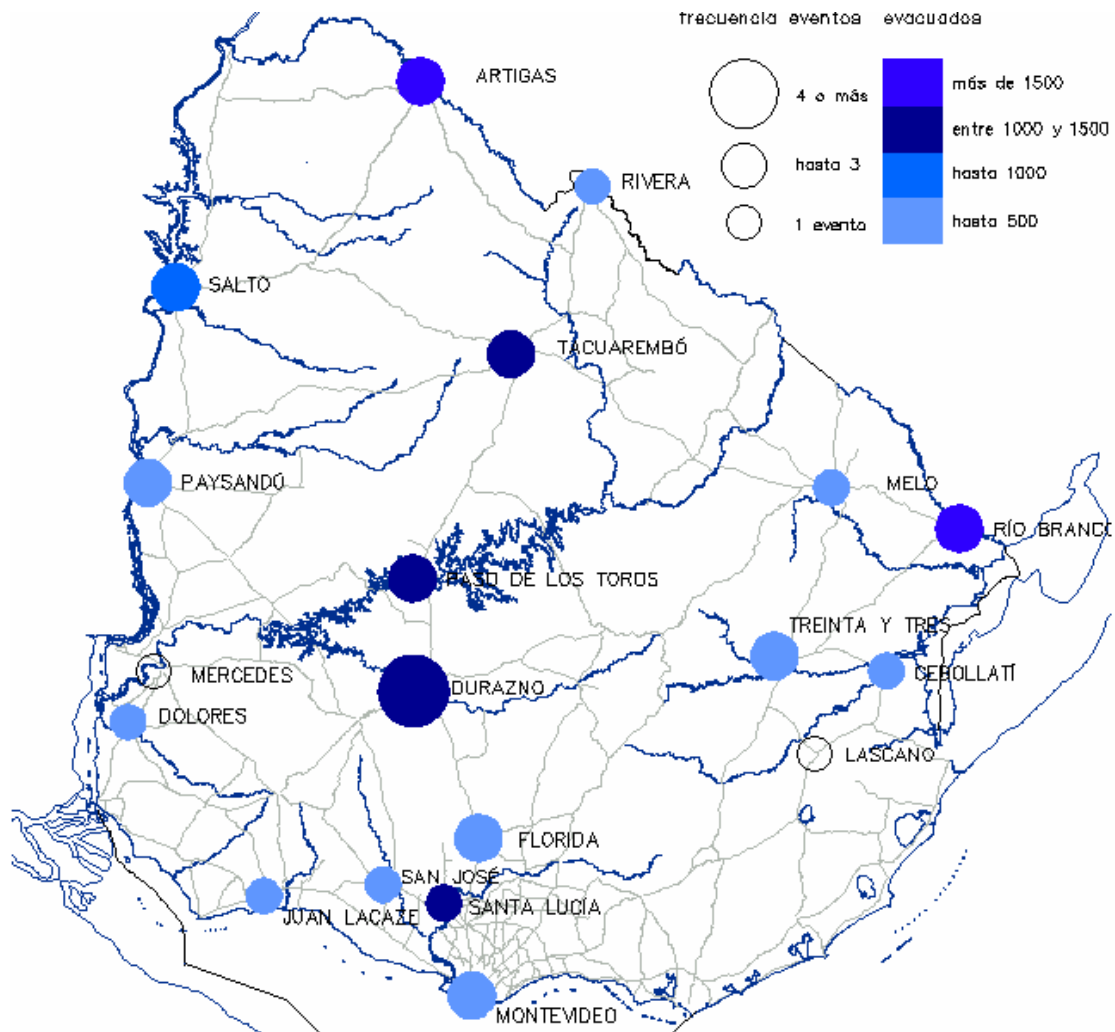 frecuencia eventos evacuados
4 o más
más de 1500
entre 1000 y 1500
hasta 3
hasta 1000
1 evento
hasta 500
ARTIGAS
RIVERA
SALTO
TACUAREMBÓ
PAYSANDÚ
MELO
RÍO BRANCO
PASO DE LOS TOROS
TREINTA Y TRES
MERCEDES
CEBOLLATÍ
DURAZNO
DOLORES
LASCANO
FLORIDA
SAN JOSÉ
SANTA LUCÍA
JUAN LACAZE
MONTEVIDEO